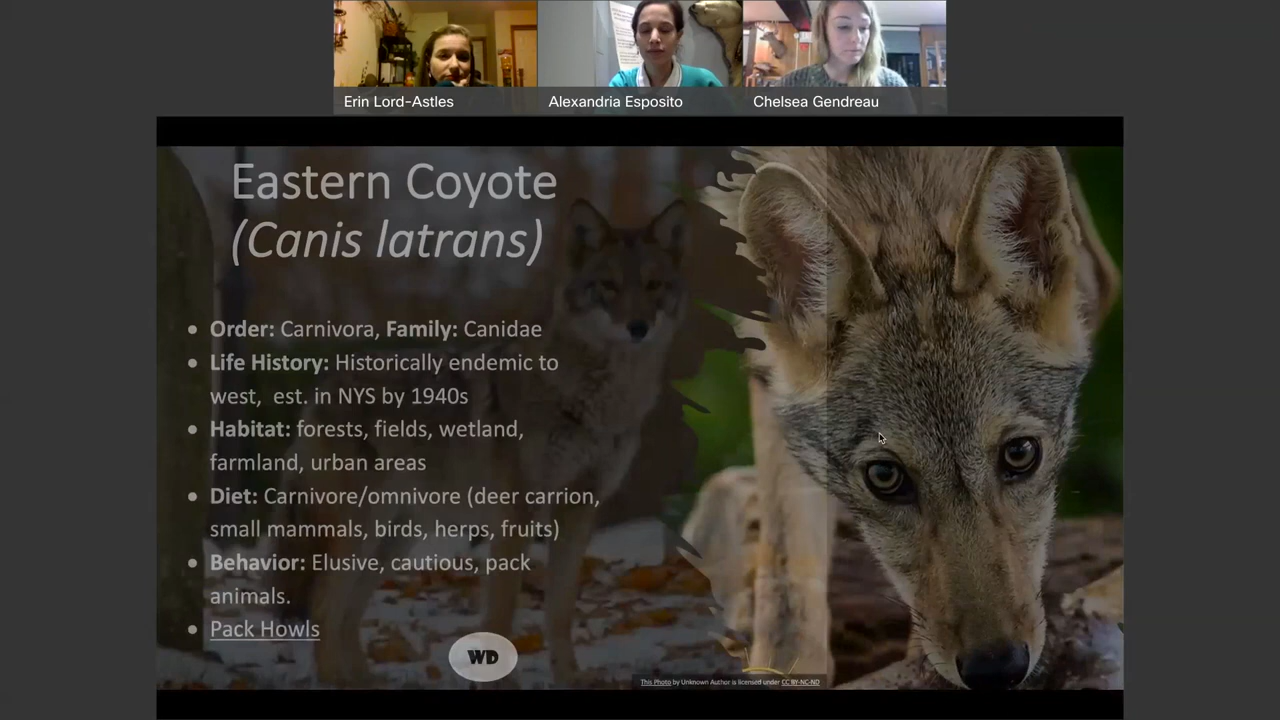 Erin Lord-Astles
Alexandria Esposito
Chelsea Gendreau
Eastern Coyote
(Canis latrans)
• Order: Carnivora, Family: Canidae
• Life History: Historically endemic to
west, est. in NYS by 1940s
• Habitat: forests, fields, wetland,
farmland, urban areas
• Diet: Carnivore/omnivore (deer carrion,
small mammals, birds, herps, fruits)
• Behavior: Elusive, cautious, pack
animals.
• Pack Howls
WD
This Photo by Unknown Author is licensed under CC BY-NC-ND